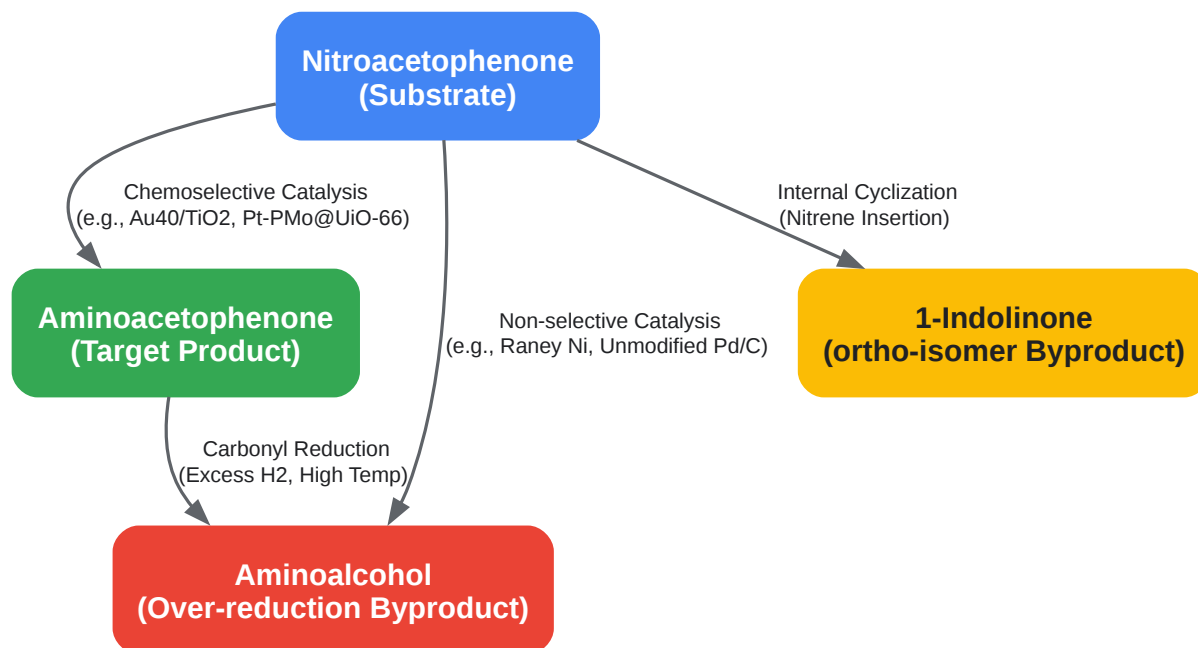 Nitroacetophenone
(Substrate)
Chemoselective Catalysis
(e.g., Au40/TiO2, Pt-PMo@UiO-66)
Internal Cyclization
(Nitrene Insertion)
Aminoacetophenone
(Target Product)
Non-selective Catalysis
(e.g., Raney Ni, Unmodified Pd/C)
1-Indolinone
(ortho-isomer Byproduct)
Carbonyl Reduction
(Excess H2, High Temp)
Aminoalcohol
(Over-reduction Byproduct)